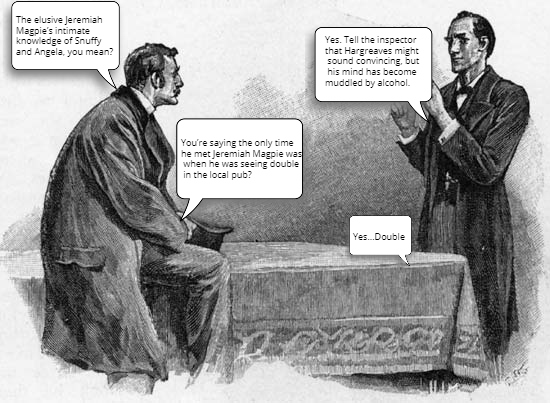 The elusive Jeremiah
Magpie's intimate
knowledge of Snuffy
and Angela, you mean?
Yes. Tell the inspector
that Hargreaves might
sound convincing, but
his mind has become
muddled by alcohol.
You're saying the only time
he met Jeremiah Magpie was
when he was seeing double
in the local pub?
Yes...Double